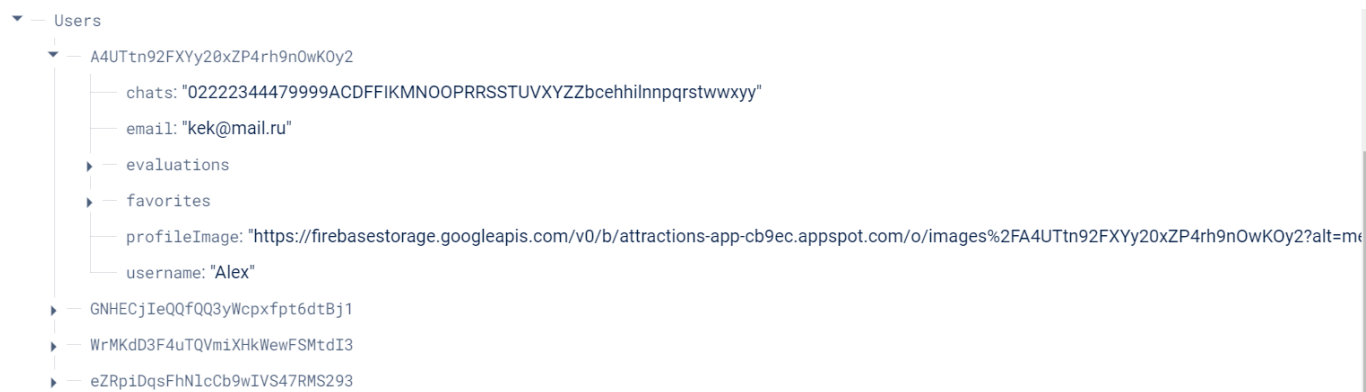 Users
A4UTtn92FXYy20xZP4rh9nOwKOy2
chats: "02222344479999ACDFFIKMNOOPRRSSTUVXYZZbcehhilnnpqrstwwxyy"
email: "kek@mail.ru"
evaluations
favorites
profileImage: "https://firebasestorage.googleapis.com/v0/b/attractions-app-cb9ec.appspot.com/o/images%2FA4UTtn92FXYy20xZP4rh9nOwKOy2?alt=me
username: "Alex"
GNHECjIeQQfQQ3yWcpxfpt6dtBj1
WrMKdD3F4uTQVmiXHkWewFSMtdI3
eZRpiDqsFhNlcCb9wIVS47RMS293